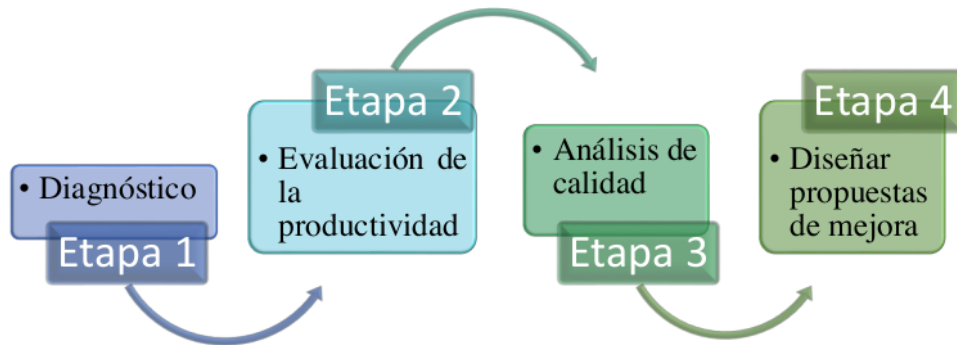 • Diagnóstico
Etapa 1
Etapa 2
• Evaluación de
la
productividad
• Análisis de
calidad
Etapa 3
Etapa 4
• Diseñar
propuestas
de mejora